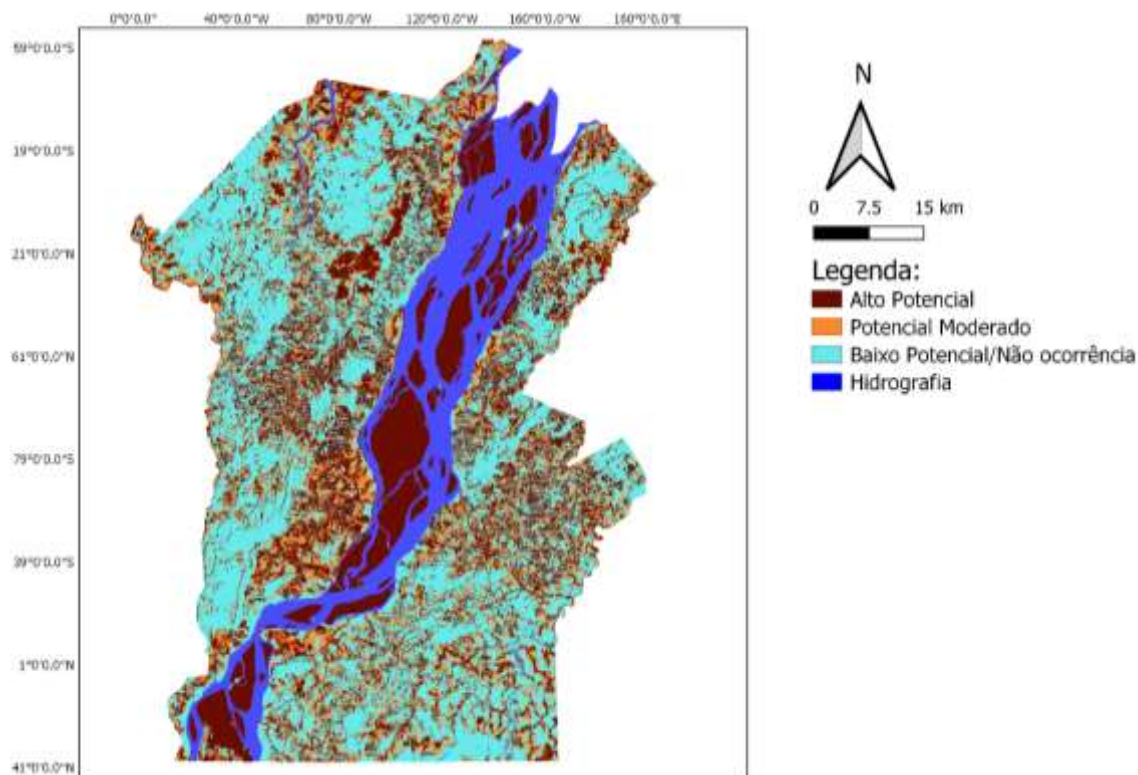 0°0'0.0" 40°0'0.0"W 80°0'0.0"W 120°0'0.0"W 160°0'0.0"W 160°0'0.0"E
59°0'0.0"S
19°0'0.0"S
21°0'0.0"N
61°0'0.0"N
79°0'0.0"S
39°0'0.0"S
1°0'0.0"N
41°0'0.0"N
N
0 7.5 15 km
Legenda:
Alto Potencial
Potencial Moderado
Baixo Potencial/Não ocorrência
Hidrografia